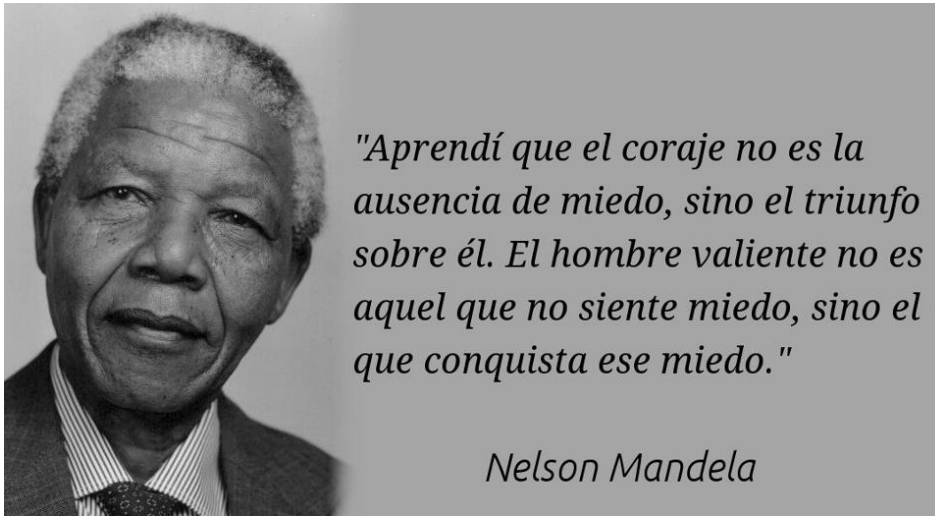 "Aprendí que el coraje no es la
ausencia de miedo, sino el triunfo
sobre él. El hombre valiente no es
aquel que no siente miedo, sino el
que conquista ese miedo."
Nelson Mandela